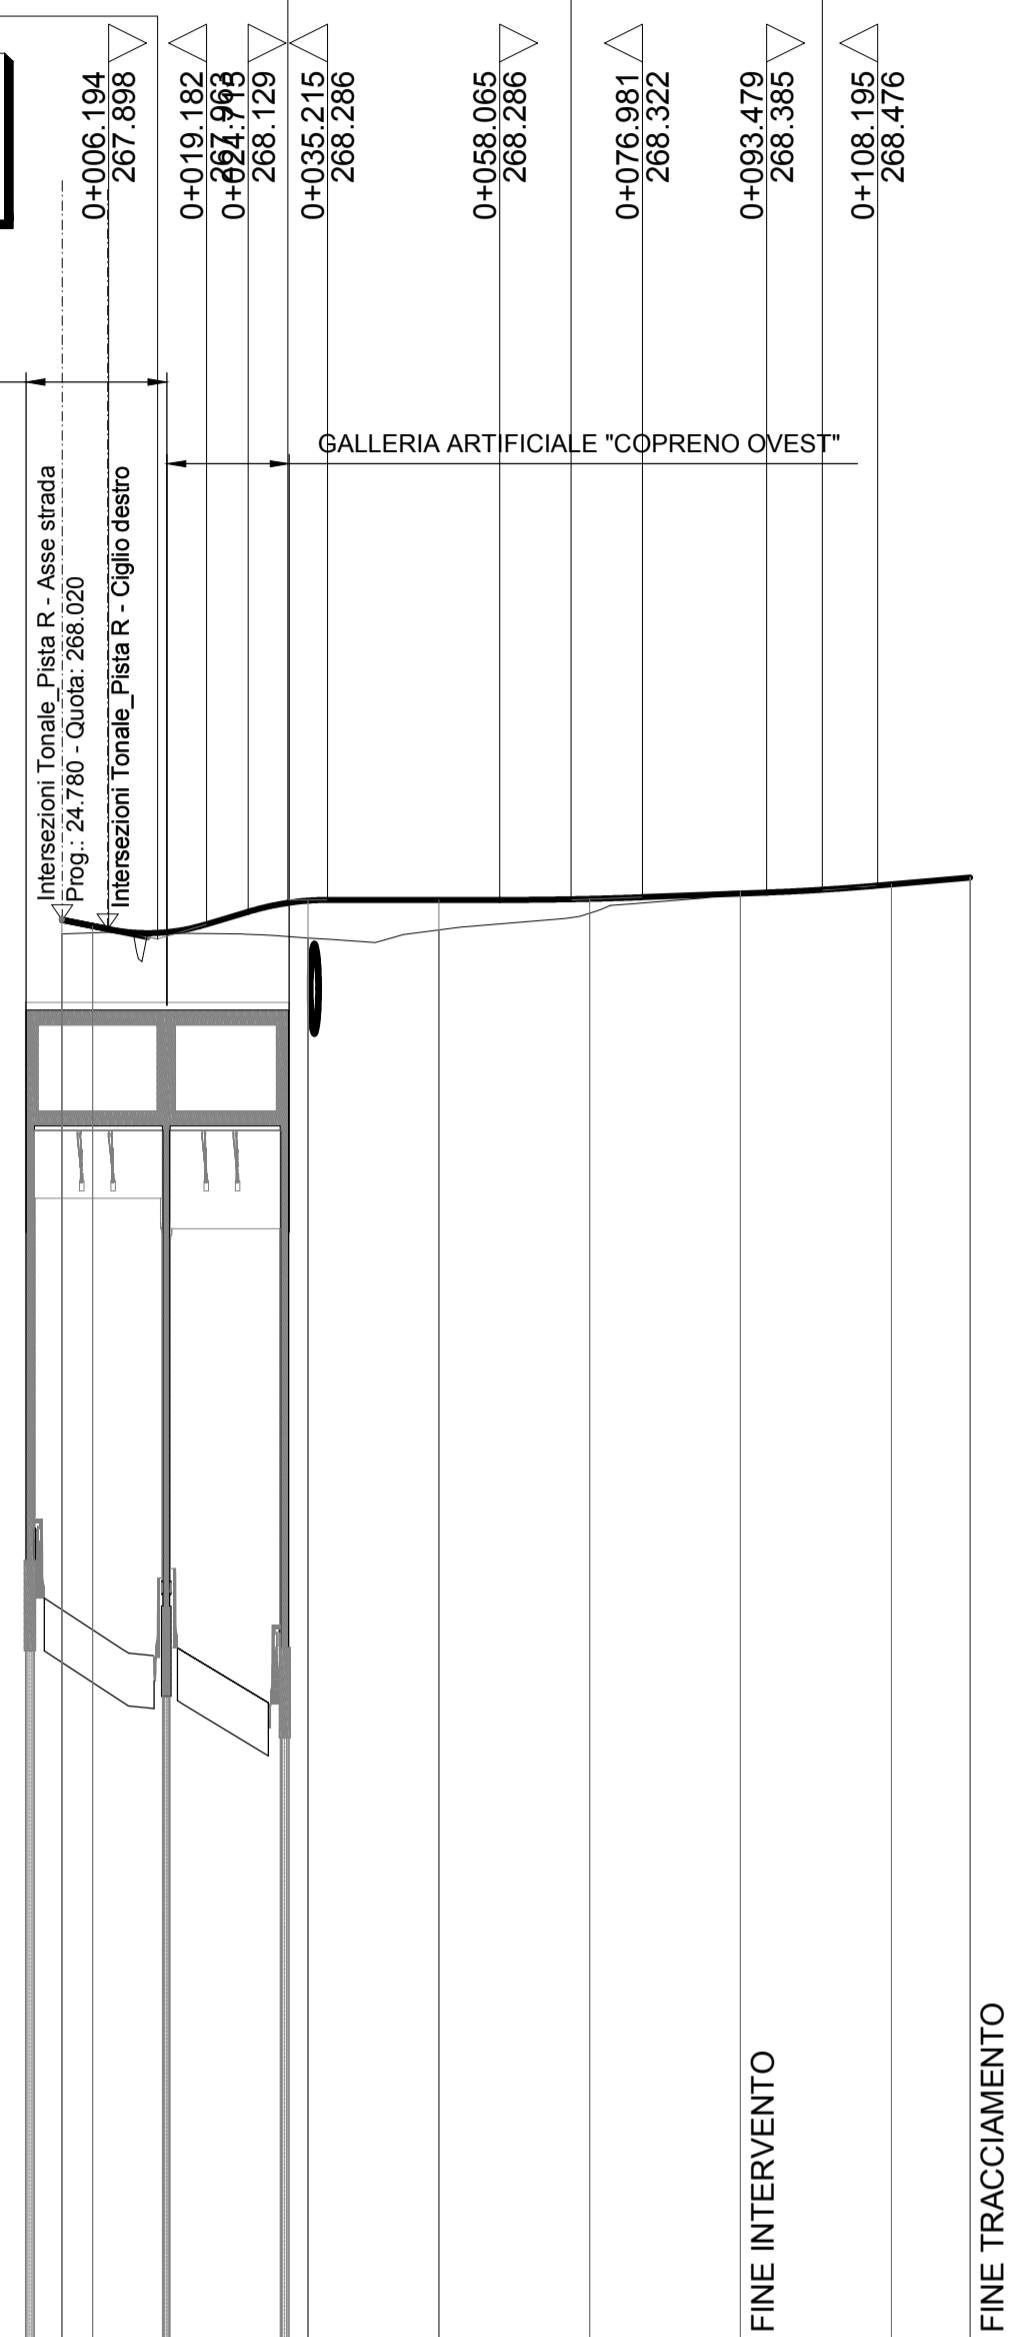 0+006.194
267.898
0+019.182
267.963
0+024.713
268.129
0+035.215
268.286
0+058.065
268.286
0+076.981
268.322
0+093.479
268.385
0+108.195
268.476
GALLERIA ARTIFICIALE "COPRENO OVEST"
Intersezioni Tonale_Pista R - Asse strada
Prog.: 24.780 - Quota: 268.020
Intersezioni Tonale_Pista R - Ciglio destro
FINE INTERVENTO
FINE TRACCIAMENTO